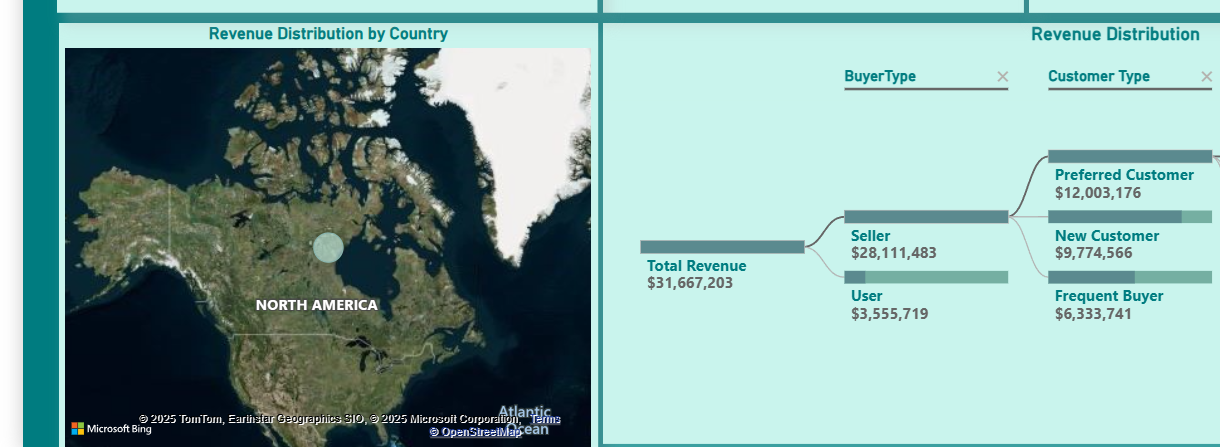 Revenue Distribution by Country
NORTH AMERICA
Atlantic
Ocean
© 2025 TomTom, Earthstar Geographics SIO, © 2025 Microsoft Corporation, Terms
© OpenStreetMap
Microsoft Bing
Revenue Distribution
BuyerType ×
Customer Type ×
Total Revenue
$31,667,203
Seller
$28,111,483
User
$3,555,719
Preferred Customer
$12,003,176
New Customer
$9,774,566
Frequent Buyer
$6,333,741